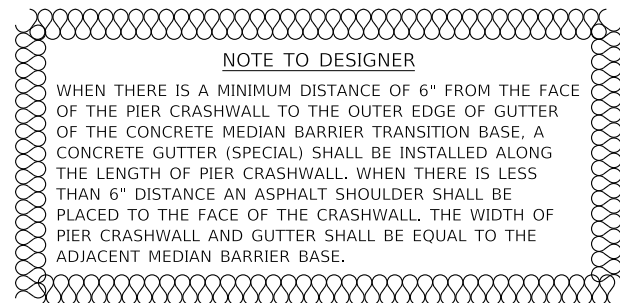 NOTE TO DESIGNER
WHEN THERE IS A MINIMUM DISTANCE OF 6" FROM THE FACE
OF THE PIER CRASHWALL TO THE OUTER EDGE OF GUTTER
OF THE CONCRETE MEDIAN BARRIER TRANSITION BASE, A
CONCRETE GUTTER (SPECIAL) SHALL BE INSTALLED ALONG
THE LENGTH OF PIER CRASHWALL. WHEN THERE IS LESS
THAN 6" DISTANCE AN ASPHALT SHOULDER SHALL BE
PLACED TO THE FACE OF THE CRASHWALL. THE WIDTH OF
PIER CRASHWALL AND GUTTER SHALL BE EQUAL TO THE
ADJACENT MEDIAN BARRIER BASE.